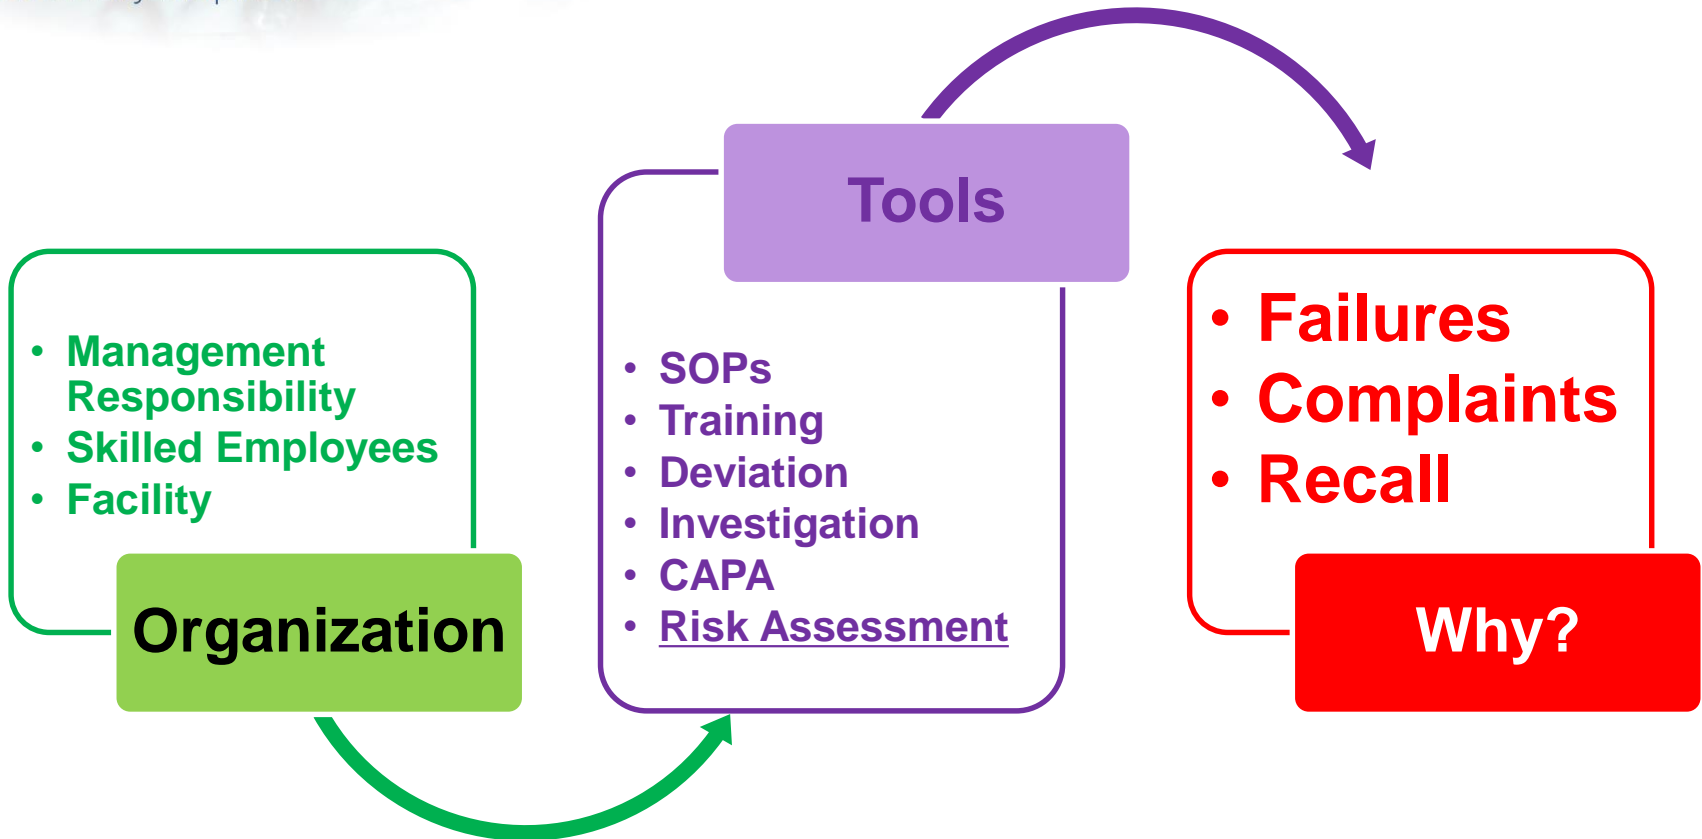 Tools
• Management
Responsibility
• Skilled Employees
• Facility
Organization
• SOPs
• Training
• Deviation
• Investigation
• CAPA
• Risk Assessment
• Failures
• Complaints
• Recall
Why?